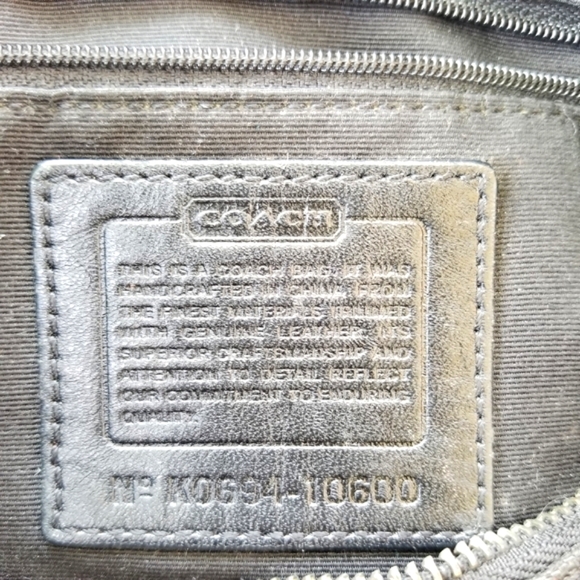 COACH
THIS IS A COACH BAG. IT WAS
HANDCRAFTED IN CHINA FROM
THE FINEST MATERIALS TRIMMED
WITH GENUINE LEATHER. ITS
SUPERIOR CRAFTSMANSHIP AND
ATTENTION TO DETAIL REFLECT
OUR COMMITMENT TO ENDURING
QUALITY.
Nº K0694-10600